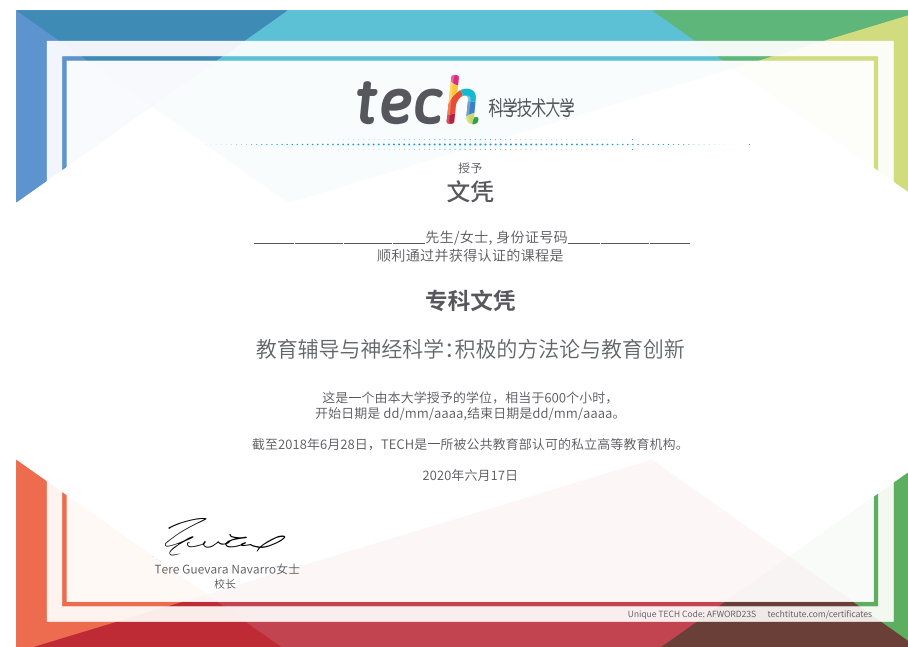 tech 科学技术大学
授予
文凭
____________________先生/女士, 身份证号码______________
顺利通过并获得认证的课程是
专科文凭
教育辅导与神经科学:积极的方法论与教育创新
这是一个由本大学授予的学位，相当于600个小时，
开始日期是 dd/mm/aaaa,结束日期是dd/mm/aaaa。
截至2018年6月28日，TECH是一所被公共教育部认可的私立高等教育机构。
2020年六月17日
Tere Guevara Navarro女士
校长
Unique TECH Code: AFWORD23S techtitute.com/certificates